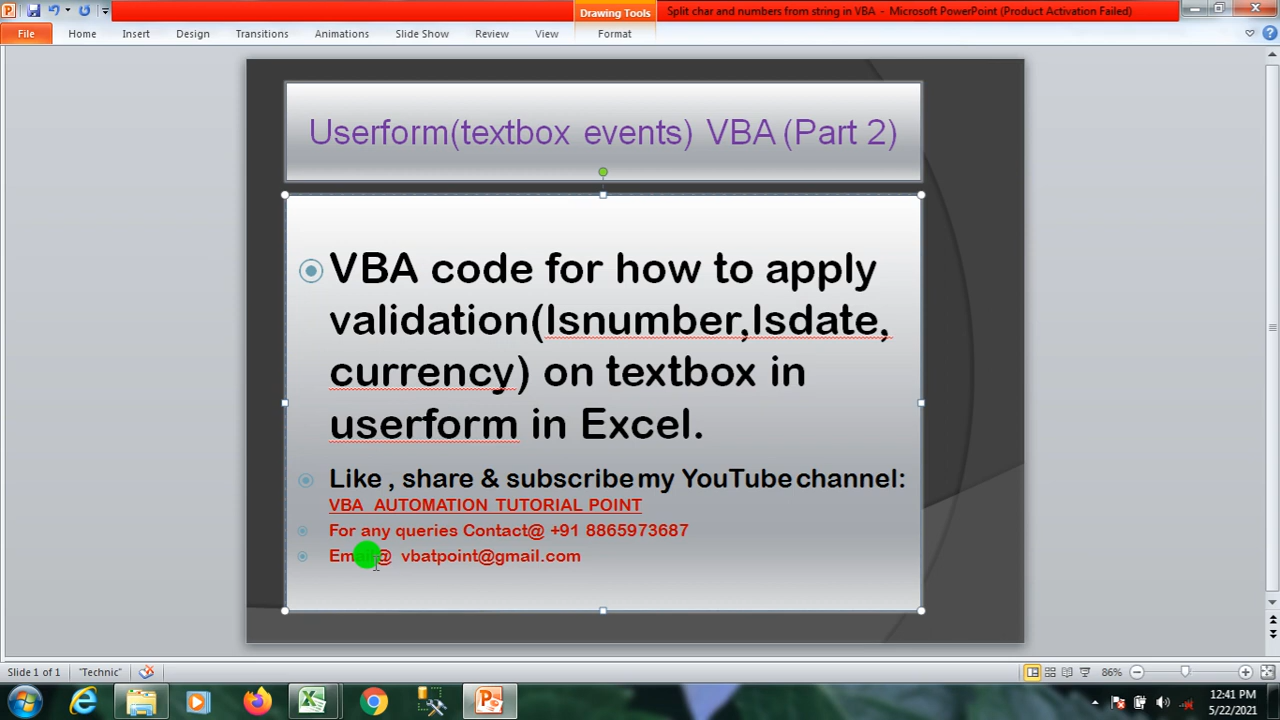 Drawing Tools
Split char and numbers from string in VBA - Microsoft PowerPoint (Product Activation Failed)
File Home Insert Design Transitions Animations Slide Show Review View Format
Userform(textbox events) VBA (Part 2)
VBA code for how to apply
validation(Isnumber,Isdate,
currency) on textbox in
userform in Excel.
Like , share & subscribe my YouTube channel:
VBA AUTOMATION TUTORIAL POINT
For any queries Contact@ +91 8865973687
Email@ vbatpoint@gmail.com
Slide 1 of 1 "Technic" 86%
12:41 PM
5/22/2021